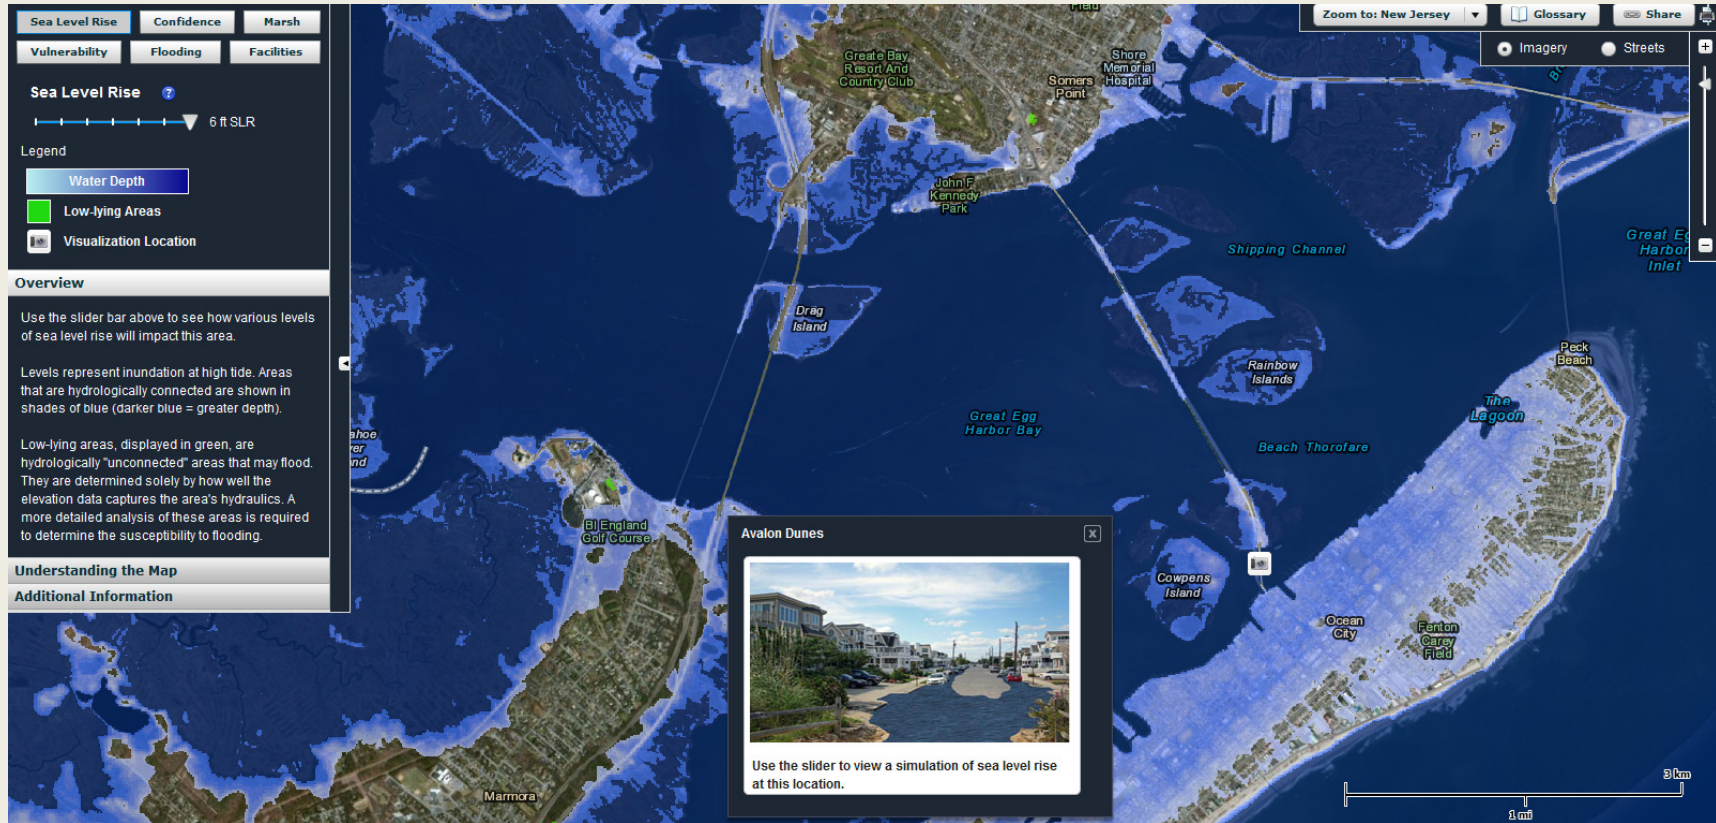 Sea Level Rise
Confidence
Marsh
Vulnerability
Flooding
Facilities
Sea Level Rise ?
6 ft SLR
Legend
Water Depth
Low-lying Areas
Visualization Location
Overview
Use the slider bar above to see how various levels
of sea level rise will impact this area.
Levels represent inundation at high tide. Areas
that are hydrologically connected are shown in
shades of blue (darker blue = greater depth).
Low-lying areas, displayed in green, are
hydrologically "unconnected" areas that may flood.
They are determined solely by how well the
elevation data captures the area's hydraulics. A
more detailed analysis of these areas is required
to determine the susceptibility to flooding.
Understanding the Map
Additional Information
Zoom to: New Jersey
Glossary
Share
Imagery
Streets
Field
Greate Bay
Resort And
Country Club
Shore
Memorial
Hospital
Somers
Point
John F
Kennedy
Park
Shipping Channel
Harbor
Inlet
Drag
Island
Rainbow
Islands
Peck
Beach
The
Lagoon
Great Egg
Harbor Bay
Beach Thorofare
BI England
Golf Course
Cowpens
Island
Ocean
City
Fenton
Carey
Field
Marmora
Avalon Dunes
X
Use the slider to view a simulation of sea level rise
at this location.
3 km
1 mi